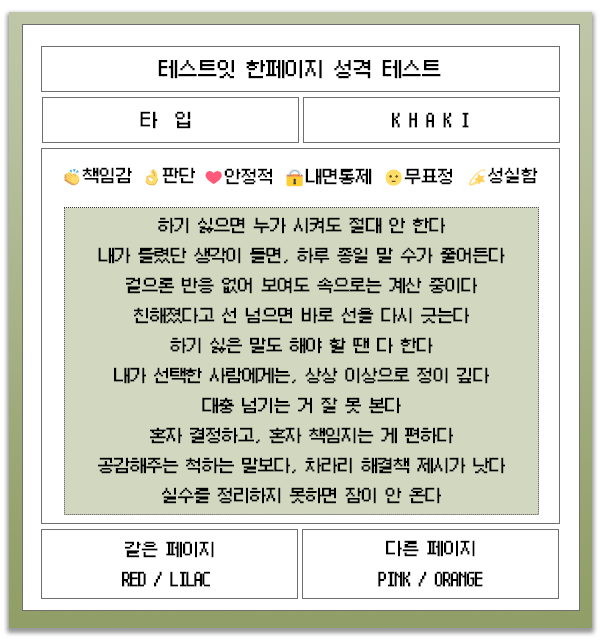 테스트잇 한페이지 성격 테스트
타 입
KHAKI
👏책임감 👌판단 ❤️안정적 🔒내면통제 😶무표정 💫성실함
하기 싫으면 누가 시켜도 절대 안 한다
내가 틀렸단 생각이 들면, 하루 종일 말 수가 줄어든다
겉으론 반응 없어 보여도 속으로는 계산 중이다
친해졌다고 선 넘으면 바로 선을 다시 긋는다
하기 싫은 말도 해야 할 땐 다 한다
내가 선택한 사람에게는, 상상 이상으로 정이 깊다
대충 넘기는 거 잘 못 본다
혼자 결정하고, 혼자 책임지는 게 편하다
공감해주는 척하는 말보다, 차라리 해결책 제시가 낫다
실수를 정리하지 못하면 잠이 안 온다
같은 페이지
RED / LILAC
다른 페이지
PINK / ORANGE